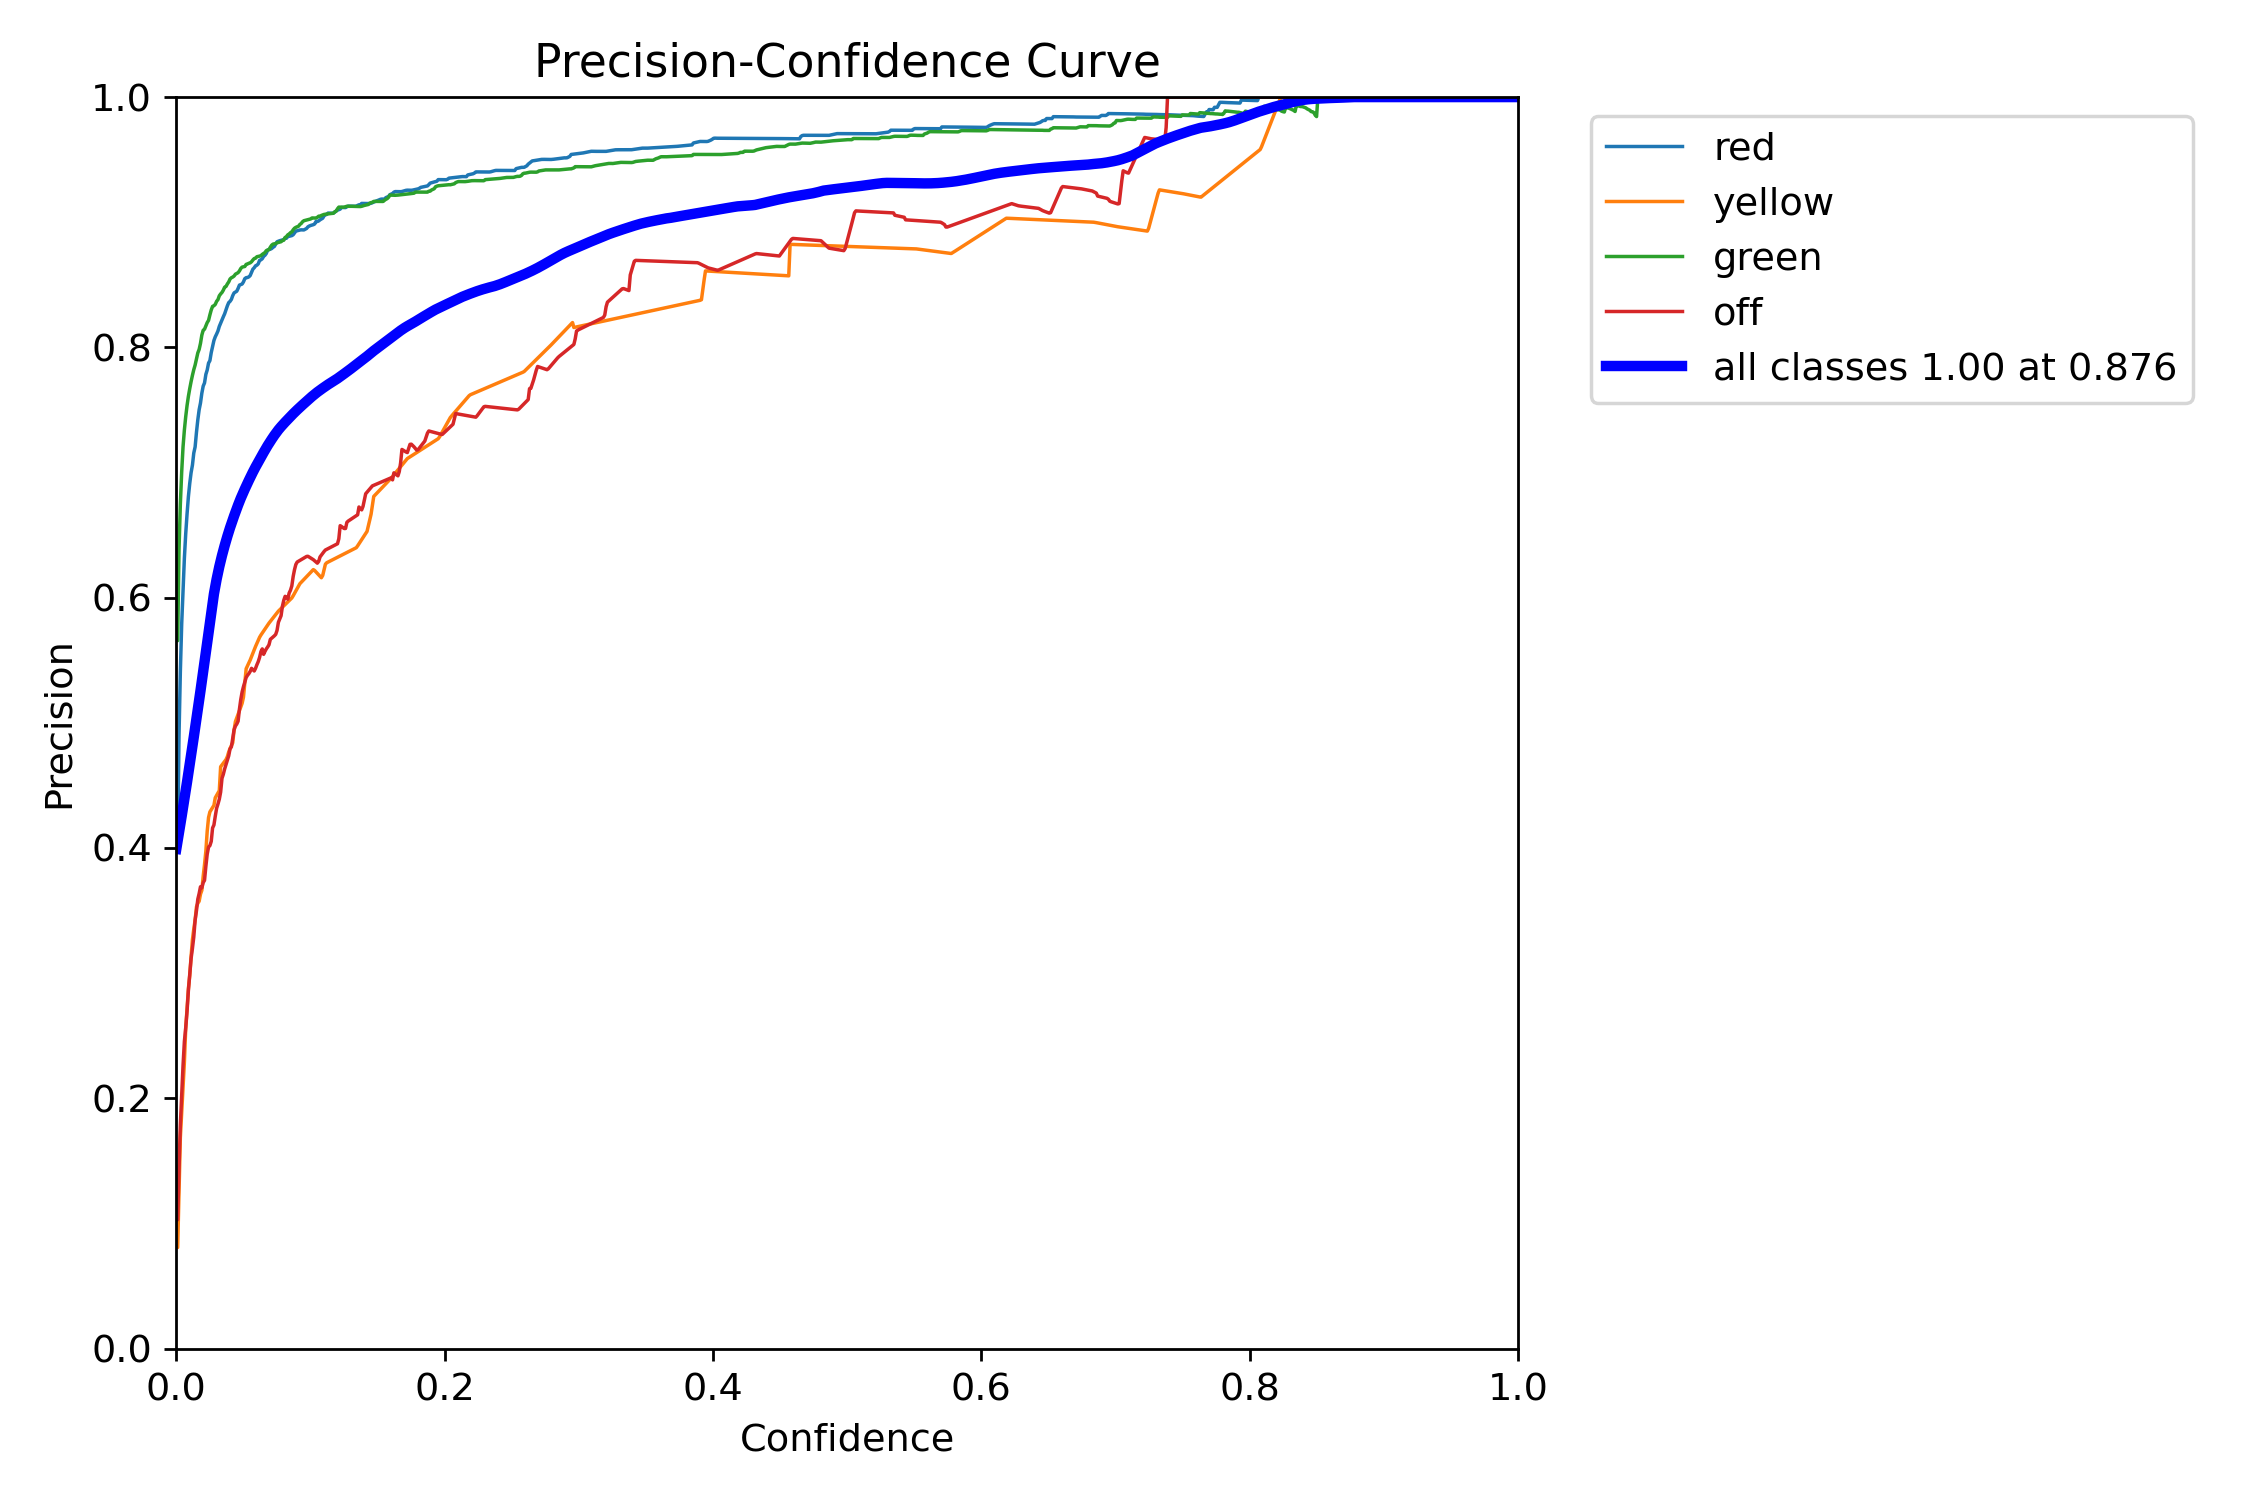 Precision-Confidence Curve
1.0
0.8
0.6
0.4
0.2
0.0
Precision
0.0 0.2 0.4 0.6 0.8 1.0
Confidence
red
yellow
green
off
all classes 1.00 at 0.876